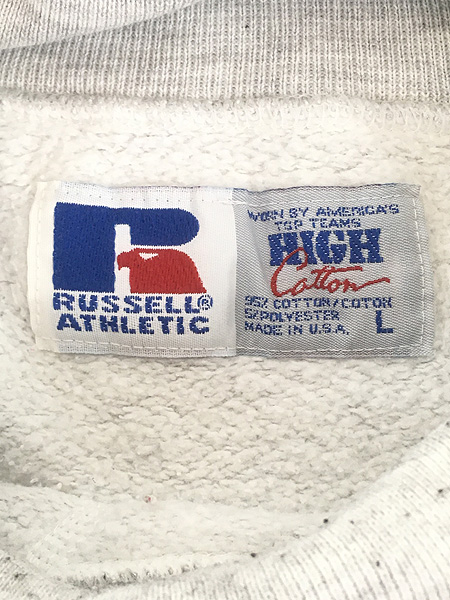 RUSSELL®
ATHLETIC
WORN BY AMERICA'S
TOP TEAMS
HIGH
Cotton
95% COTTON/COTON
5% POLYESTER
MADE IN U.S.A. L